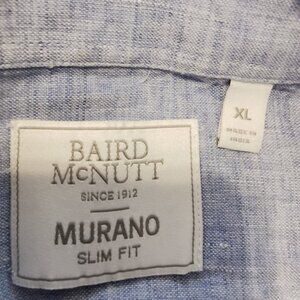 BAIRD
McNUTT
SINCE 1912
MURANO
SLIM FIT
XL
MADE IN
INDIA